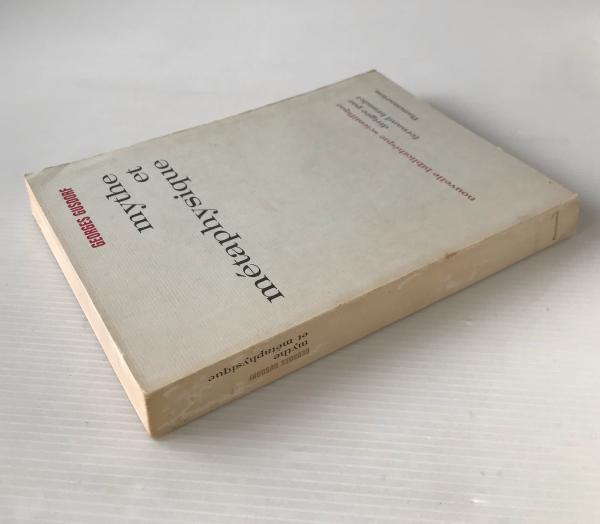 GEORGES GUSDORF
mythe
et
métaphysique
nouvelle bibliothèque scientifique
dirigée par
fernand braudel
flammarion
GEORGES GUSDORF
mythe
et métaphysique